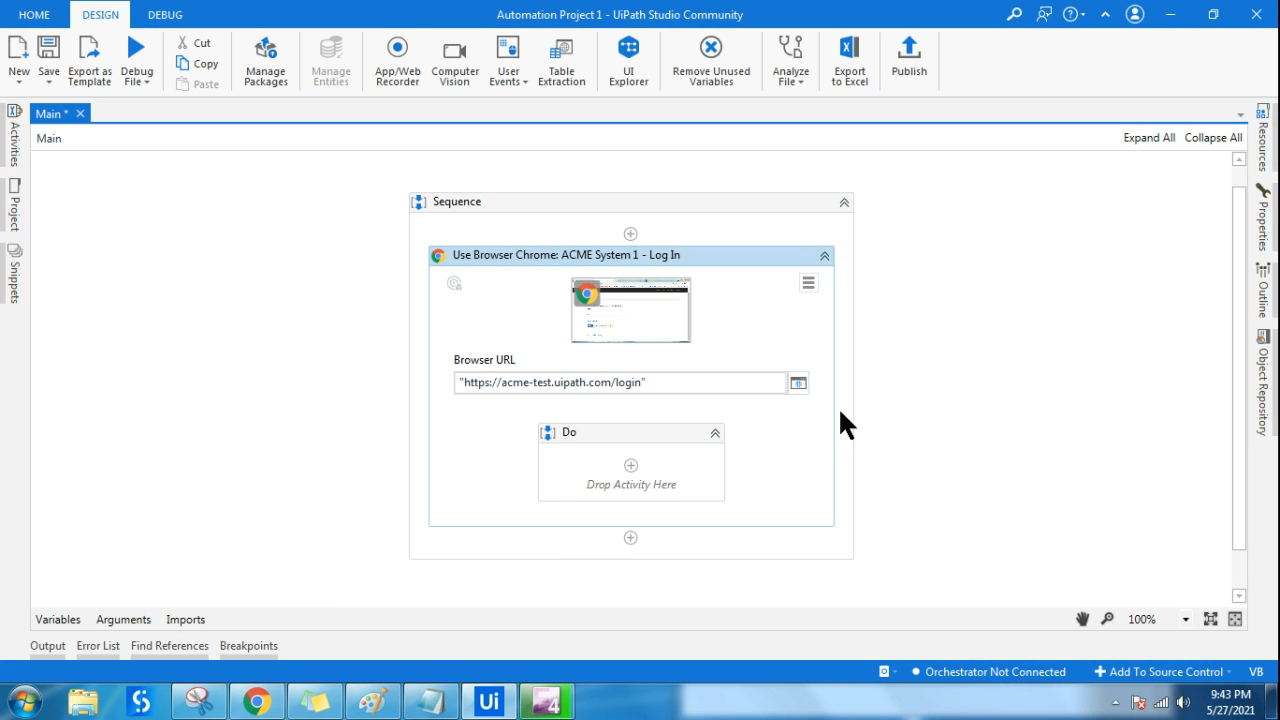 HOME DESIGN DEBUG Automation Project 1 - UiPath Studio Community
New
Save
Export as
Template
Debug
File
Cut
Copy
Paste
Manage
Packages
Manage
Entities
App/Web
Recorder
Computer
Vision
User
Events
Table
Extraction
UI
Explorer
Remove Unused
Variables
Analyze
File
Export
to Excel
Publish
Main *
Main
Expand All Collapse All
Activities
Project
Snippets
Resources
Properties
Outline
Object Repository
Sequence
Use Browser Chrome: ACME System 1 - Log In
Browser URL
"https://acme-test.uipath.com/login"
Do
Drop Activity Here
Variables Arguments Imports
100%
Output Error List Find References Breakpoints
Orchestrator Not Connected
Add To Source Control
VB
S
Ui
4
9:43 PM
5/27/2021